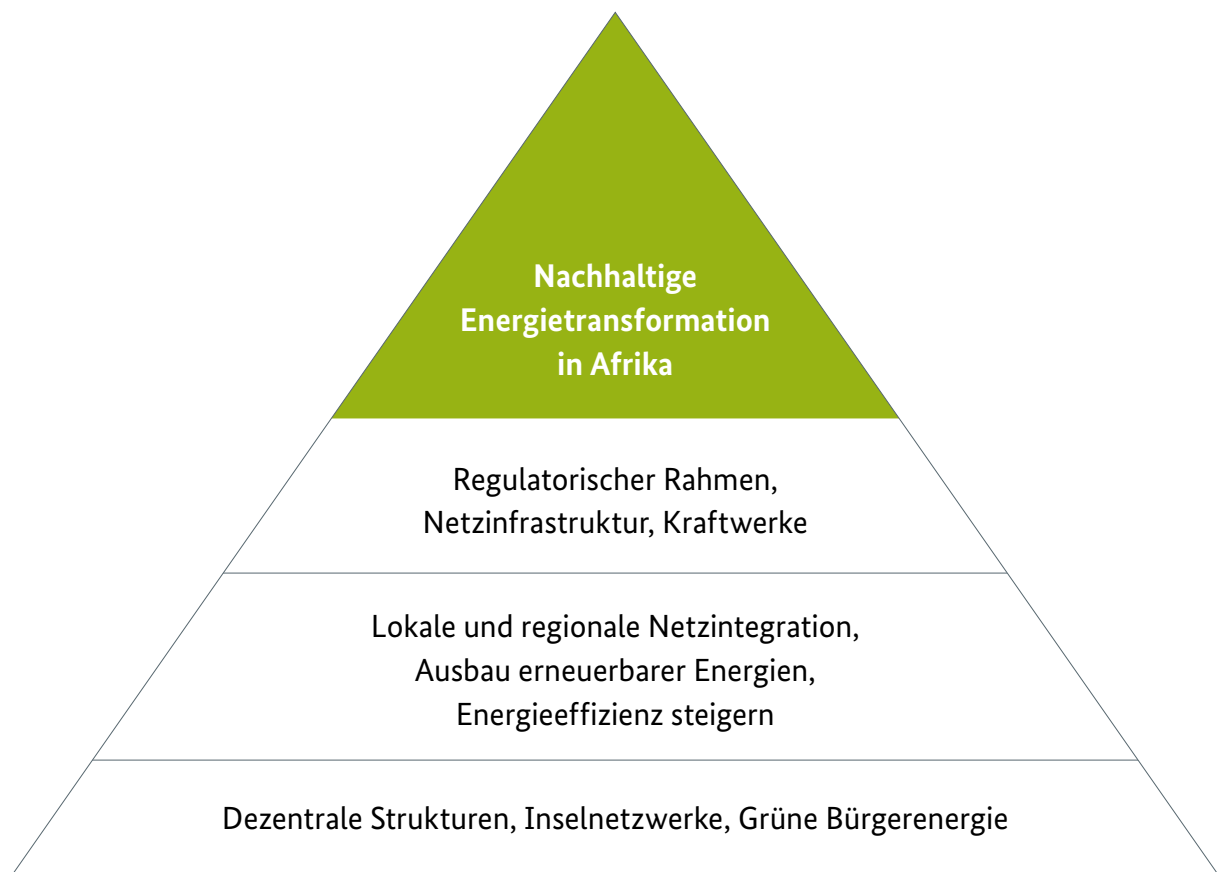 Nachhaltige
Energietransformation
in Afrika
Regulatorischer Rahmen,
Netzinfrastruktur, Kraftwerke
Lokale und regionale Netzintegration,
Ausbau erneuerbarer Energien,
Energieeffizienz steigern
Dezentrale Strukturen, Inselnetzwerke, Grüne Bürgerenergie